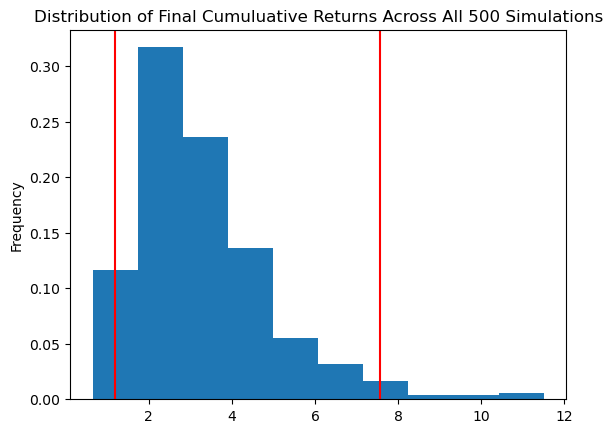 Distribution of Final Cumuluative Returns Across All 500 Simulations
0.30
0.25
0.20
0.15
0.10
0.05
0.00
Frequency
2 4 6 8 10 12